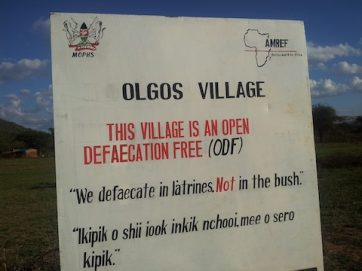 MOPHS
AMREF
OLGOS VILLAGE
THIS VILLAGE IS AN OPEN
DEFAECATION FREE (ODF)
"We defaecate in latrines, Not in the bush."
"Ikipik o shii iook inkik nchooi, mee o sero
kipik."